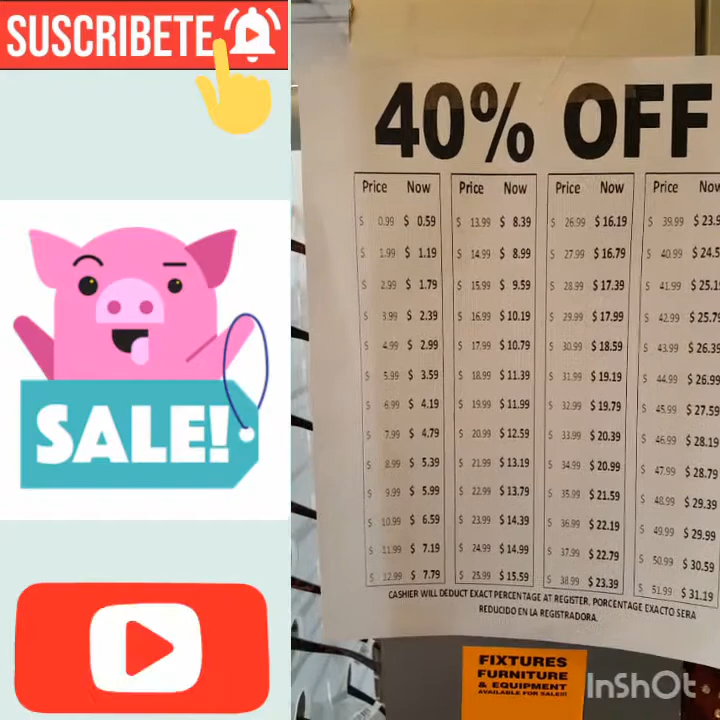 SUSCRIBETE
SALE!
40% OFF
Price Now Price Now Price Now Price Now
$ 0.99 $ 0.59 $ 13.99 $ 8.39 $ 26.99 $ 16.19 $ 39.99
$ 1.99 $ 1.19 $ 14.99 $ 8.99 $ 27.99 $ 16.79 $ 40.99
$ 2.99 $ 1.79 $ 15.99 $ 9.59 $ 28.99 $ 17.39 $ 41.99 $ 25.19
$ 3.99 $ 2.39 $ 16.99 $ 10.19 $ 29.99 $ 17.99 $ 42.99 $ 25.79
$ 4.99 $ 2.99 $ 17.99 $ 10.79 $ 30.99 $ 18.59 $ 43.99 $ 26.39
$ 5.99 $ 3.59 $ 18.99 $ 11.39 $ 31.99 $ 19.19 $ 44.99 $ 26.99
$ 6.99 $ 4.19 $ 19.99 $ 11.99 $ 32.99 $ 19.79 $ 45.99 $ 27.59
$ 7.99 $ 4.79 $ 20.99 $ 12.59 $ 33.99 $ 20.39 $ 46.99 $ 28.19
$ 8.99 $ 5.39 $ 21.99 $ 13.19 $ 34.99 $ 20.99 $ 47.99 $ 28.79
$ 9.99 $ 5.99 $ 22.99 $ 13.79 $ 35.99 $ 21.59 $ 48.99 $ 29.39
$ 10.99 $ 6.59 $ 23.99 $ 14.39 $ 36.99 $ 22.19 $ 49.99 $ 29.99
$ 11.99 $ 7.19 $ 24.99 $ 14.99 $ 37.99 $ 22.79 $ 50.99 $ 30.59
$ 12.99 $ 7.79 $ 25.99 $ 15.59 $ 38.99 $ 23.39 $ 51.99 $ 31.19
CASHIER WILL DEDUCT EXACT PERCENTAGE AT REGISTER, PORCENTAGE EXACTO SERA
REDUCIDO EN LA REGISTRADORA.
FIXTURES
FURNITURE
& EQUIPMENT
AVAILABLE FOR SALE!!!
InShOt